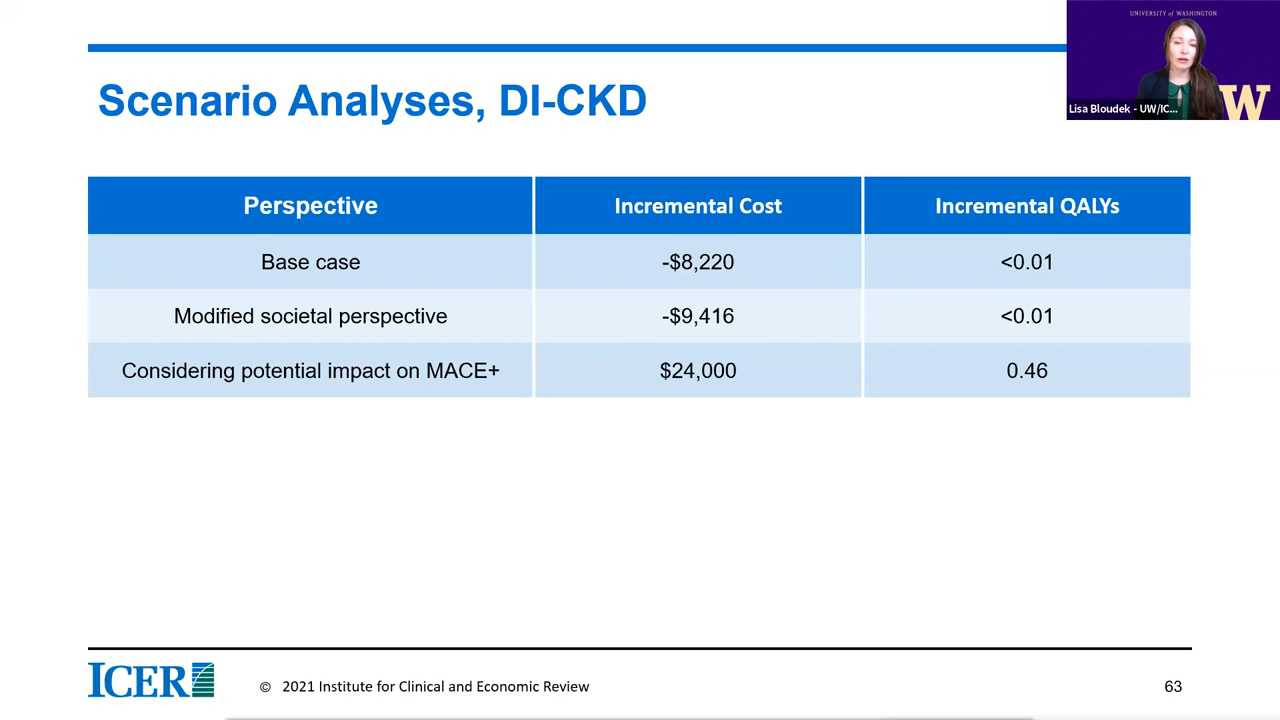 UNIVERSITY of WASHINGTON
W
Lisa Bloudek - UW/IC...
Scenario Analyses, DI-CKD
Perspective Incremental Cost Incremental QALYs
Base case -$8,220 <0.01
Modified societal perspective -$9,416 <0.01
Considering potential impact on MACE+ $24,000 0.46
ICER © 2021 Institute for Clinical and Economic Review 63